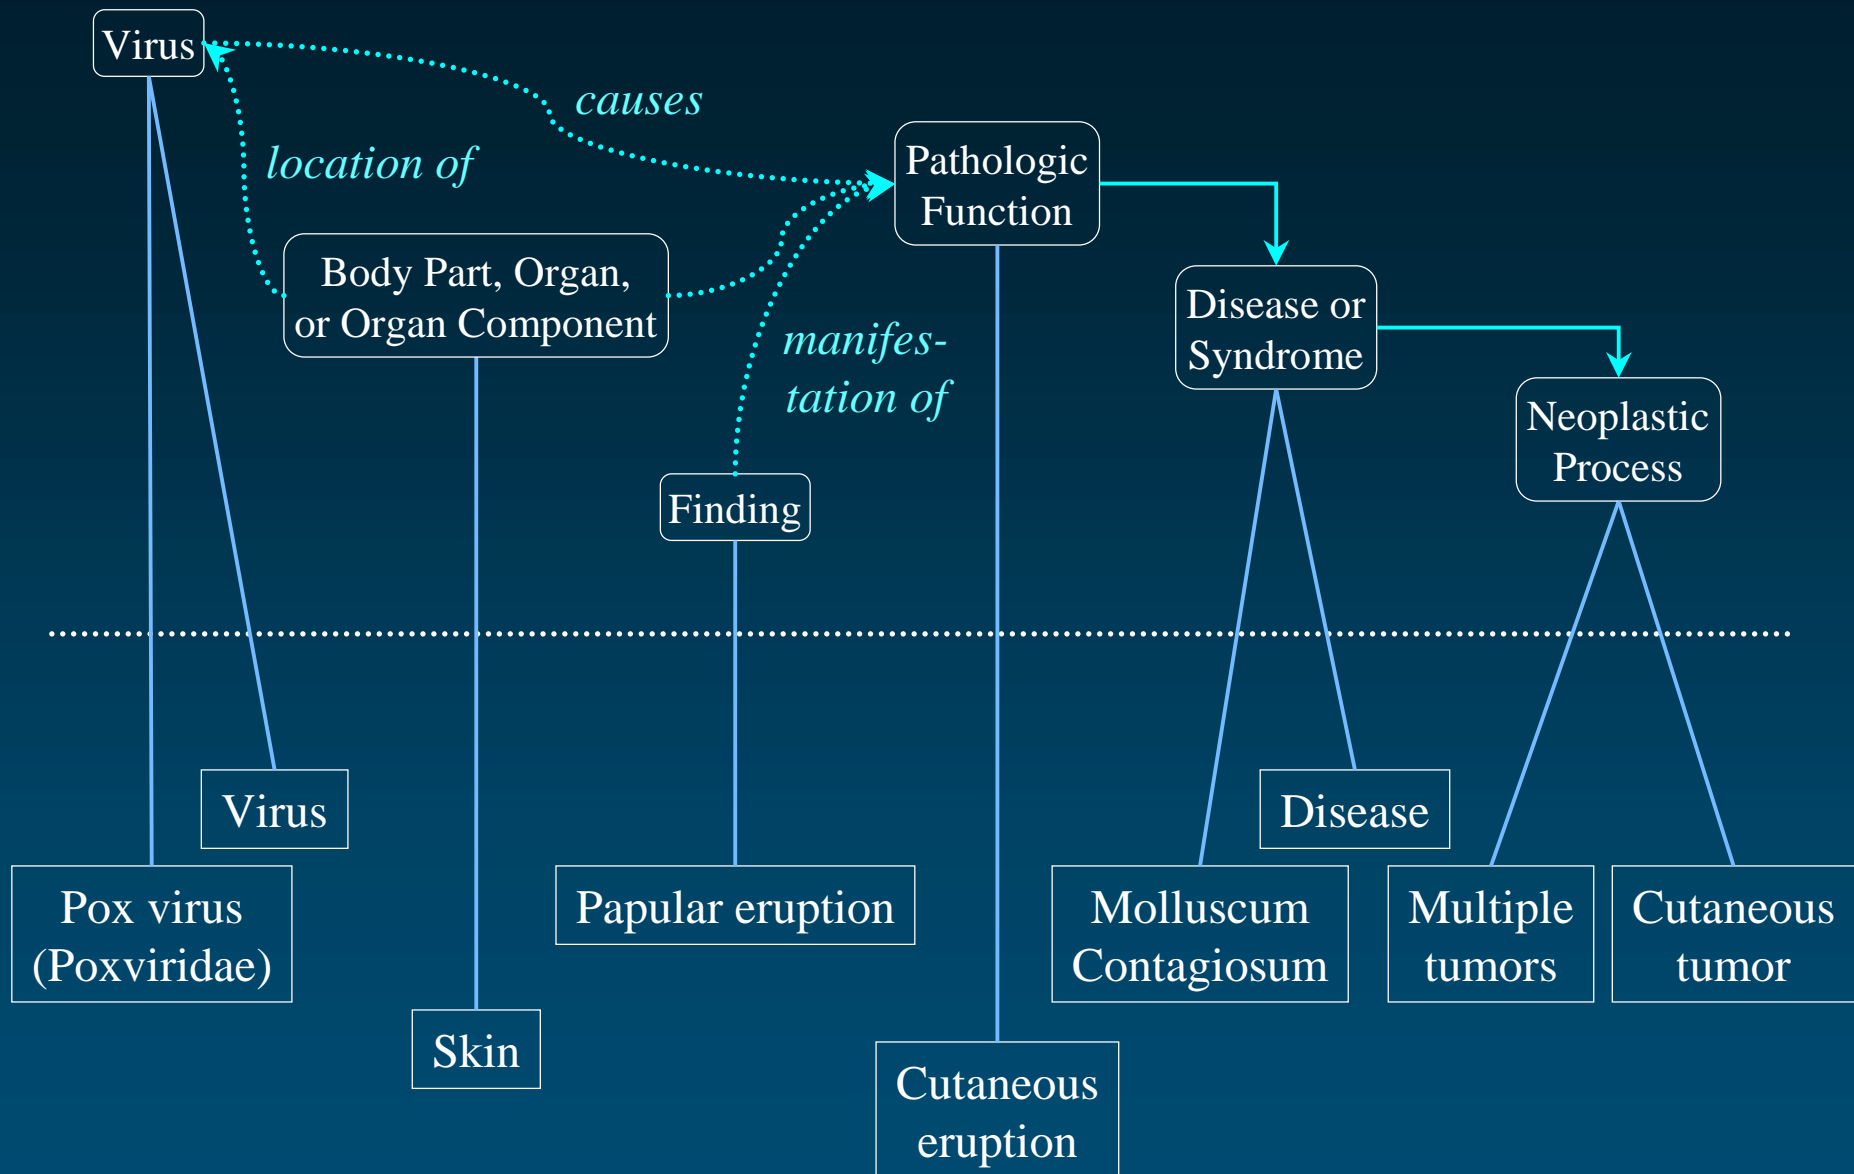 Virus
causes
location of
Pathologic
Function
Body Part, Organ,
or Organ Component
Disease or
Syndrome
manifes-
tation of
Neoplastic
Process
Finding
Virus
Disease
Pox virus
(Poxviridae)
Papular eruption
Molluscum
Contagiosum
Multiple
tumors
Cutaneous
tumor
Skin
Cutaneous
eruption